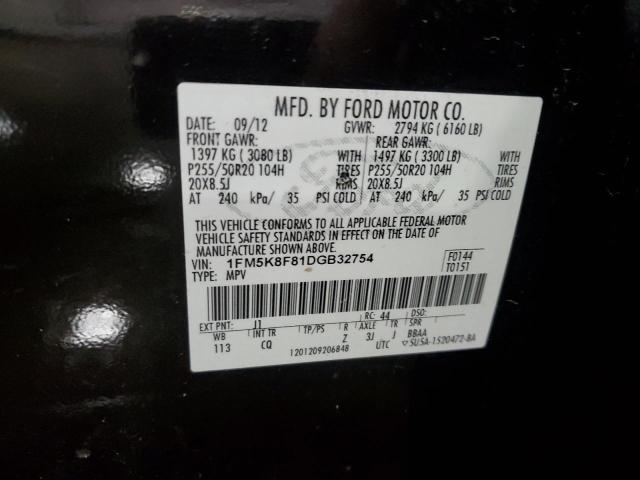 MFD. BY FORD MOTOR CO.
DATE: 09/12 GVWR: 2794 KG ( 6160 LB)
FRONT GAWR: REAR GAWR:
1397 KG ( 3080 LB) WITH 1497 KG ( 3300 LB) WITH
P255/50R20 104H TIRES P255/50R20 104H TIRES
20X8.5J RIMS 20X8.5J RIMS
AT 240 kPa/ 35 PSI COLD AT 240 kPa/ 35 PSI COLD
THIS VEHICLE CONFORMS TO ALL APPLICABLE FEDERAL MOTOR
VEHICLE SAFETY STANDARDS IN EFFECT ON THE DATE OF
MANUFACTURE SHOWN ABOVE.
VIN: 1FM5K8F81DGB32754 F0144
TYPE: MPV T0151
EXT PNT: J1 RC: 44 DSO:
WB INT TR TP/PS R AXLE TR SPR
113 CQ Z 3J J BBAA
1201209206848 UTC 5U5A-1520472-BA